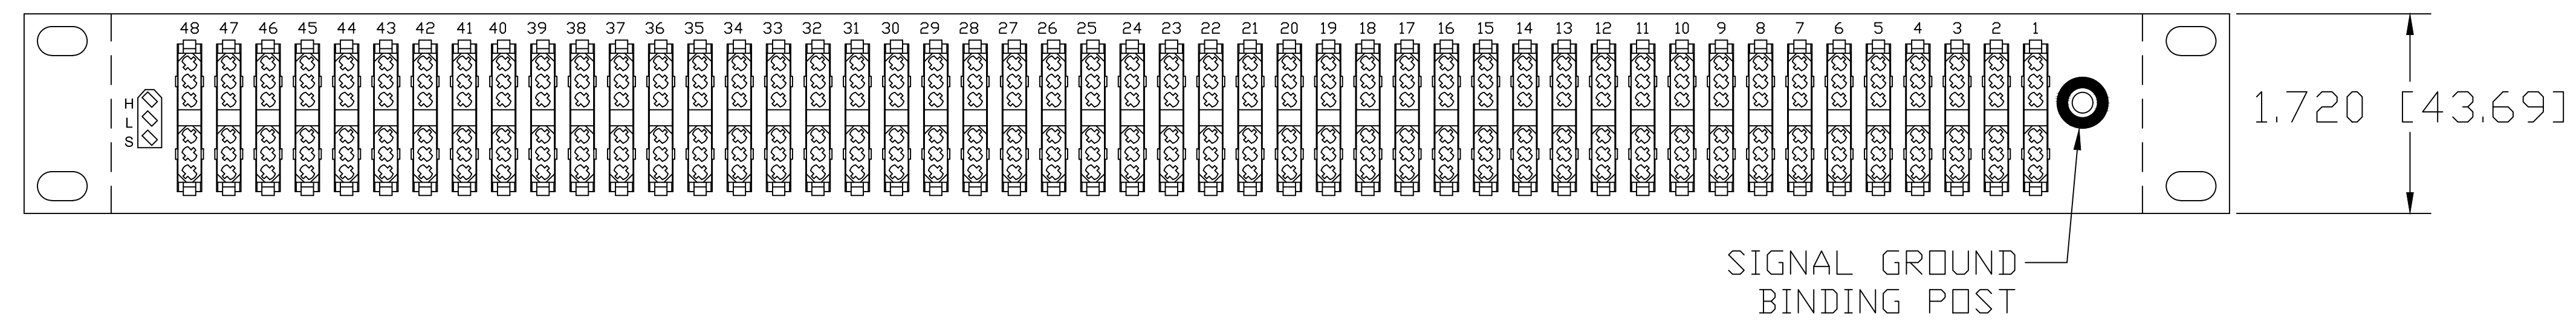 48 47 46 45 44 43 42 41 40 39 38 37 36 35 34 33 32 31 30 29 28 27 26 25 24 23 22 21 20 19 18 17 16 15 14 13 12 11 10 9 8 7 6 5 4 3 2 1
H
L
S
1.720 [43.69]
SIGNAL GROUND
BINDING POST